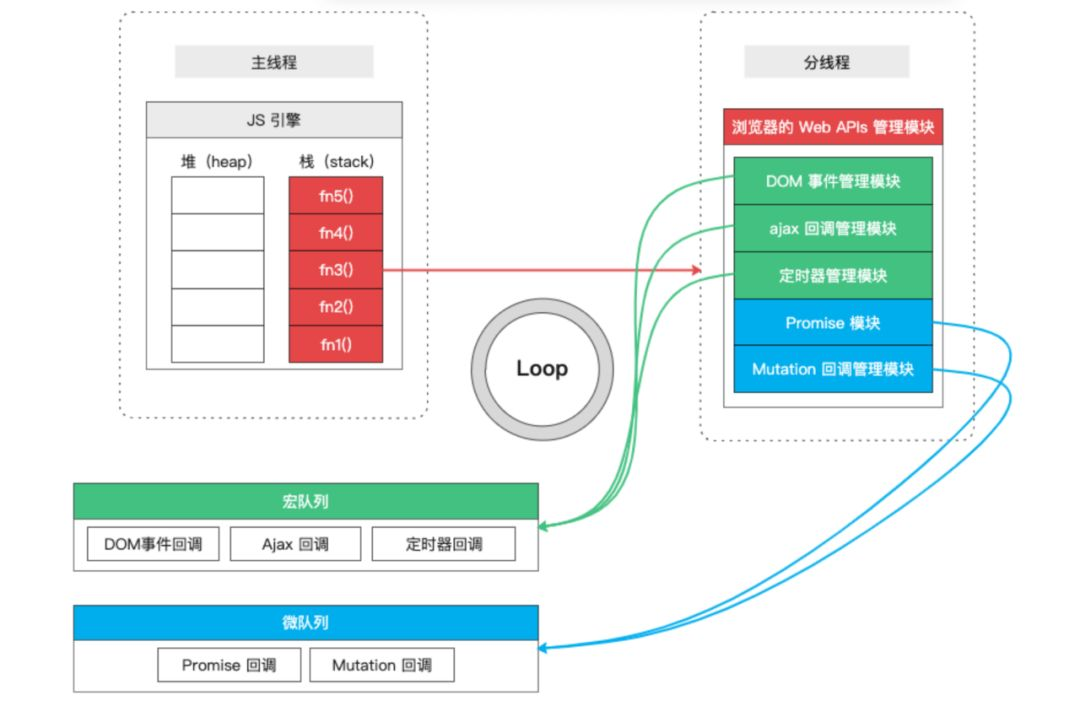 主线程
JS 引擎
堆（heap）
栈（stack）
fn5()
fn4()
fn3()
fn2()
fn1()
Loop
分线程
浏览器的 Web APIs 管理模块
DOM 事件管理模块
ajax 回调管理模块
定时器管理模块
Promise 模块
Mutation 回调管理模块
宏队列
DOM事件回调
Ajax 回调
定时器回调
微队列
Promise 回调
Mutation 回调